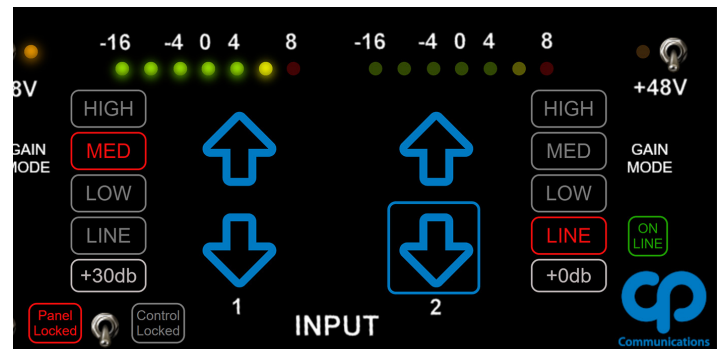 -16 -4 0 4 8 -16 -4 0 4 8
8V +48V
HIGH HIGH
GAIN MODE MED MED GAIN MODE
LOW LOW
LINE LINE ON LINE
+30db +0db
Panel Locked Control Locked 1 INPUT 2
cp
Communications